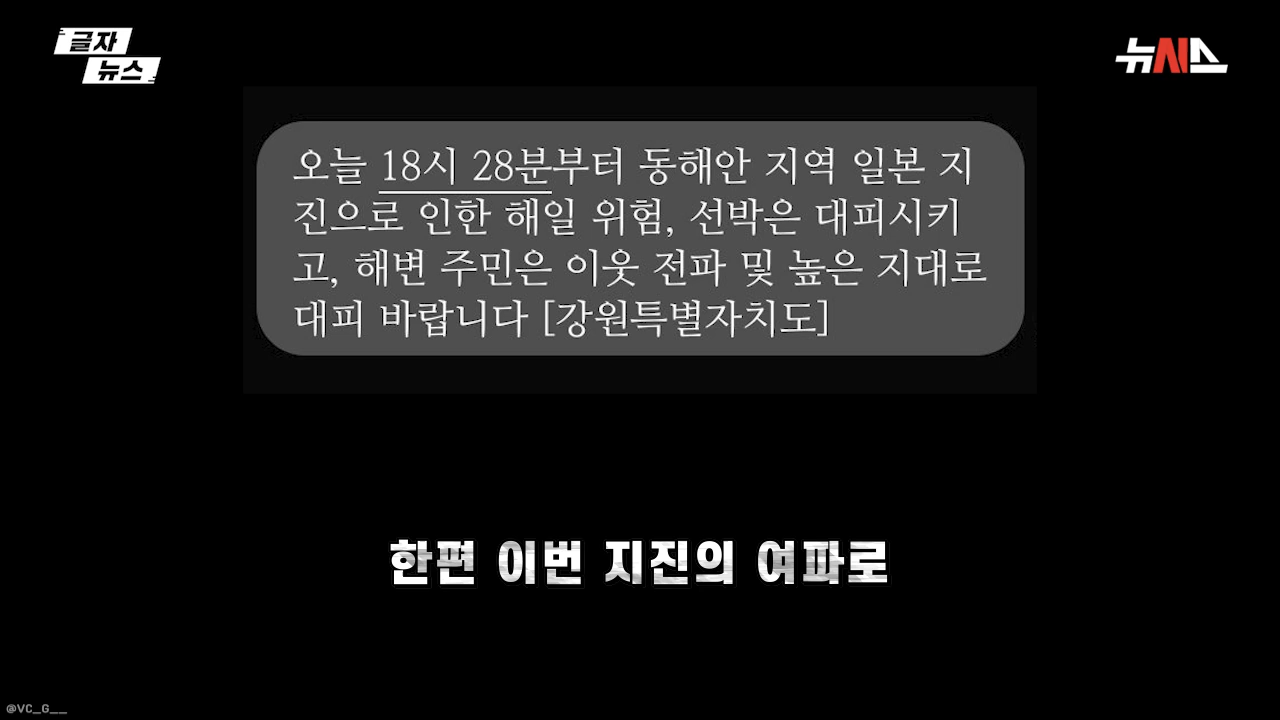 글자
뉴스
뉴시스
오늘 18시 28분부터 동해안 지역 일본 지
진으로 인한 해일 위험, 선박은 대피시키
고, 해변 주민은 이웃 전파 및 높은 지대로
대피 바랍니다 [강원특별자치도]
한편 이번 지진의 여파로
@VC_G__